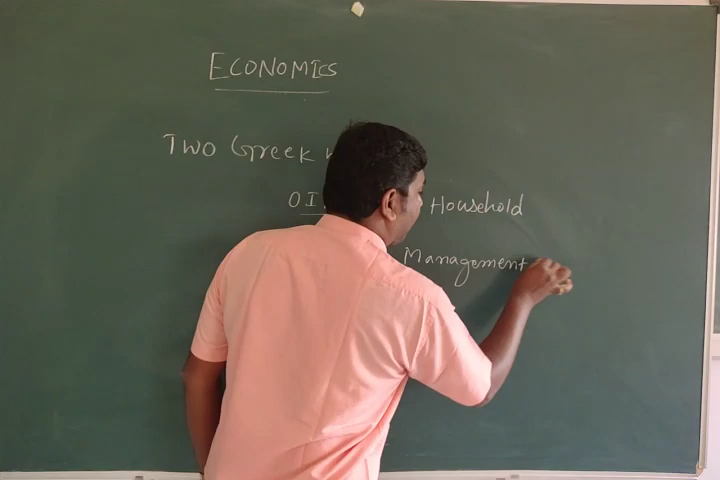 ECONOMICS
Two Greek
OI
Household
Management